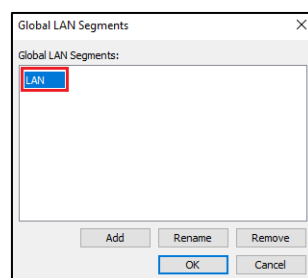 Global LAN Segments
Global LAN Segments:
LAN
Add Rename Remove
OK Cancel